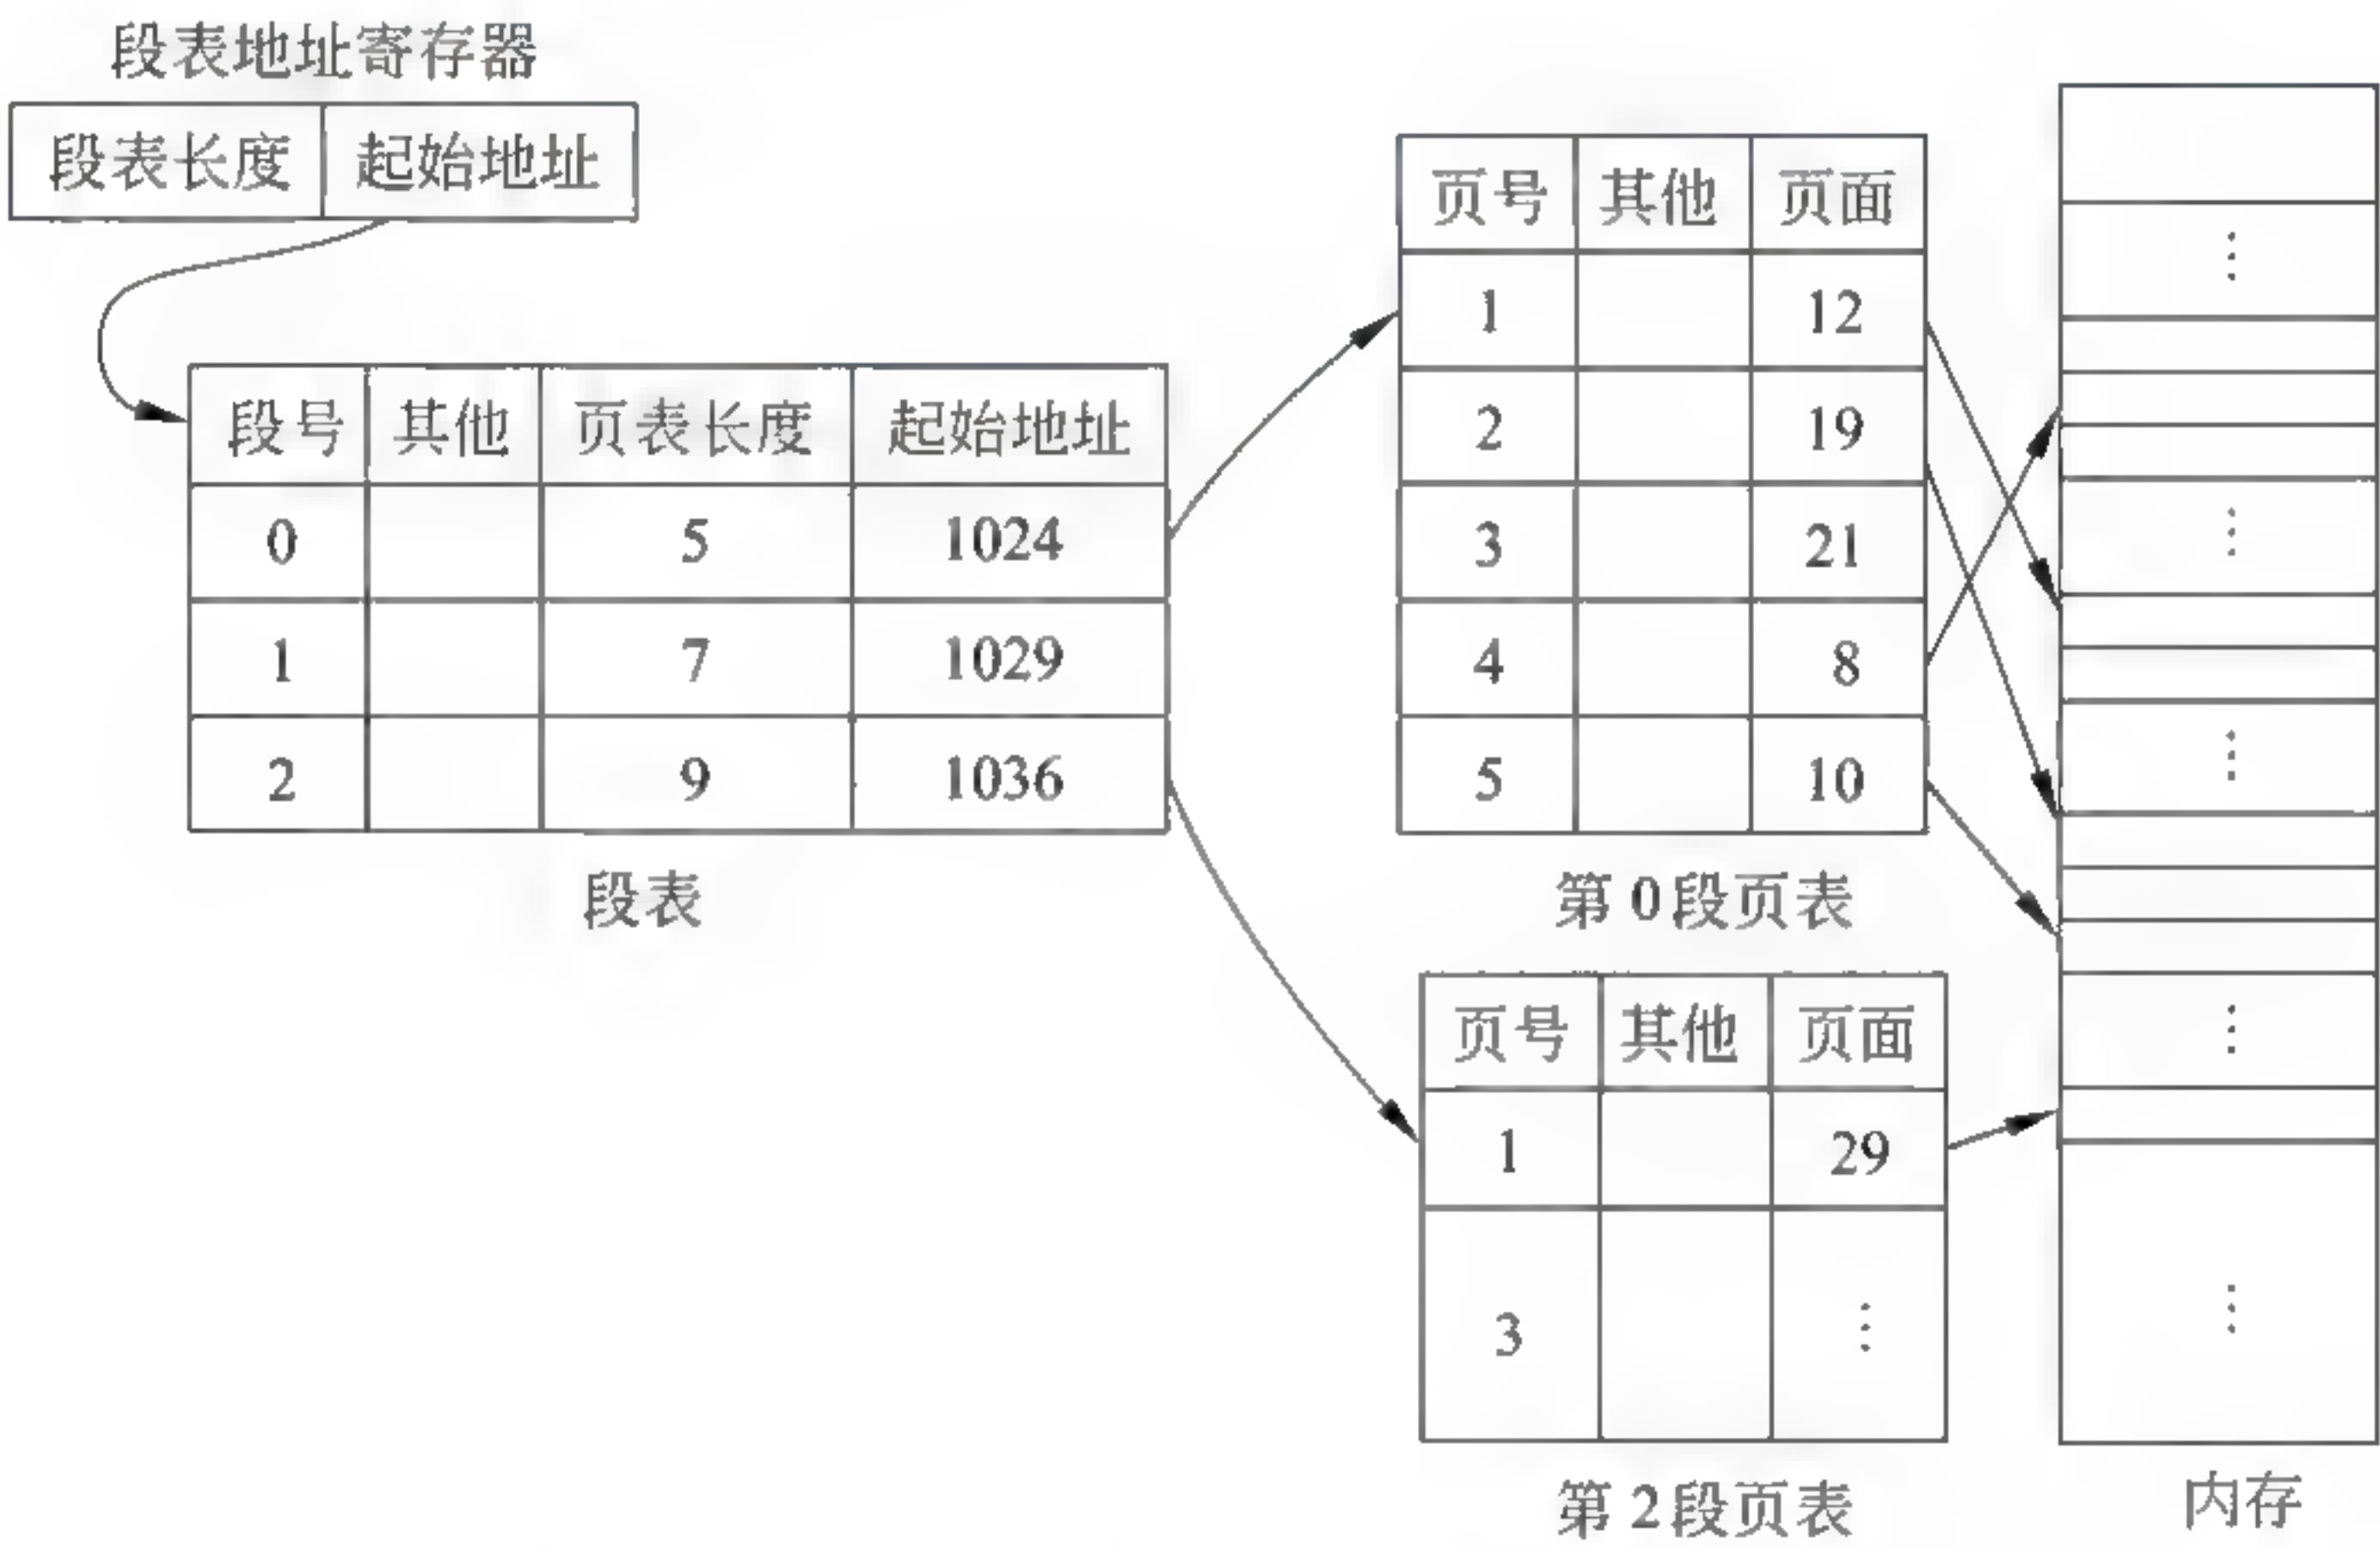 段表地址寄存器
段表长度 起始地址
段号 其他 页表长度 起始地址
0 5 1024
1 7 1029
2 9 1036
段表
页号 其他 页面
1 12
2 19
3 21
4 8
5 10
第0段页表
页号 其他 页面
1 29
3 ⋮
第2段页表
⋮
⋮
⋮
⋮
⋮
内存